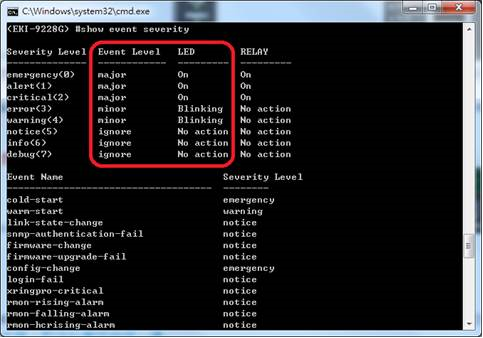 C:\Windows\system32\cmd.exe
(EKI-9228G) #show event severity
Severity Level Event Level LED RELAY
-------------- ------------- --------- ------------
emergency(0) major On On
alert(1) major On On
critical(2) major On On
error(3) minor Blinking No action
warning(4) minor Blinking No action
notice(5) ignore No action No action
info(6) ignore No action No action
debug(7) ignore No action No action
Event Name Severity Level
----------------------------------- --------
cold-start emergency
warm-start warning
link-state-change notice
snmp-authentication-fail notice
firmware-change notice
firmware-upgrade-fail notice
config-change emergency
login-fail notice
xringpro-critical notice
rmon-rising-alarm notice
rmon-falling-alarm notice
rmon-hcrising-alarm notice